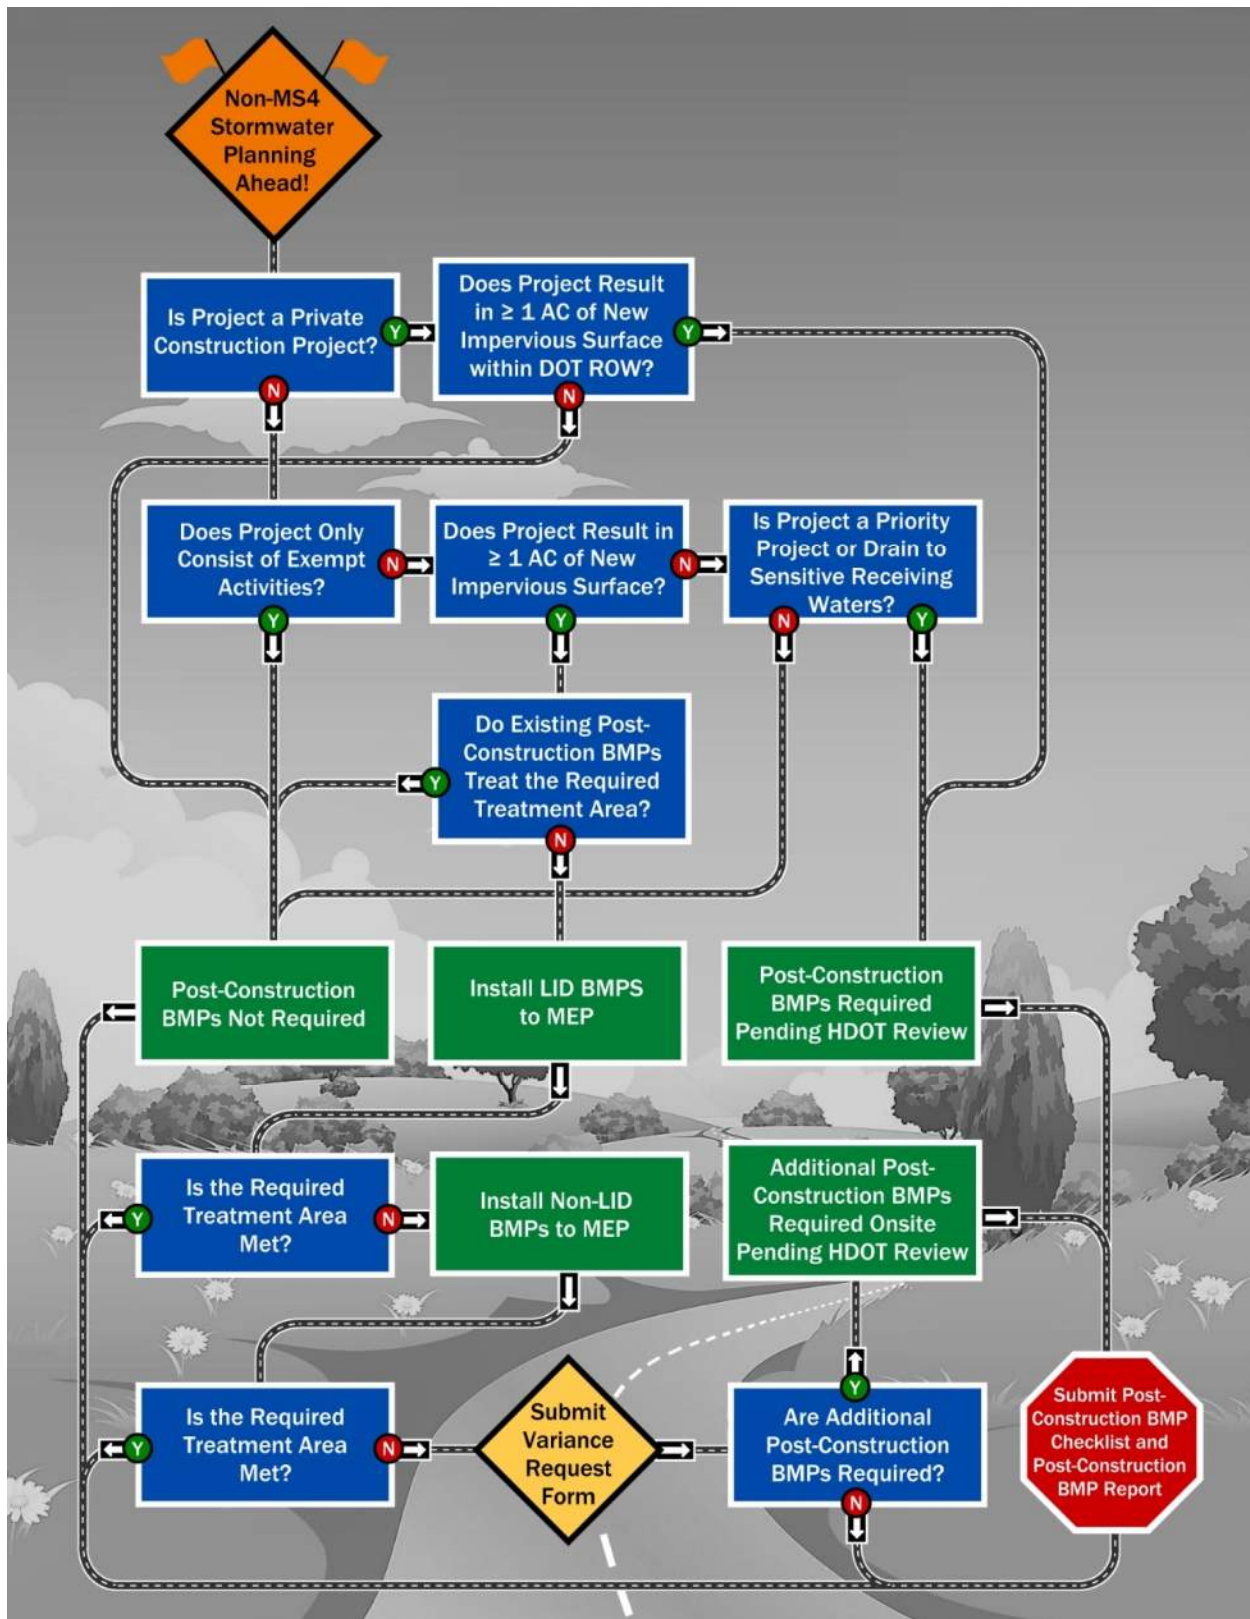 Non-MS4
Stormwater
Planning
Ahead!
Is Project a Private
Construction Project?
Y
N
Does Project Result
in ≥ 1 AC of New
Impervious Surface
within DOT ROW?
Y
N
Does Project Only
Consist of Exempt
Activities?
N
Y
Does Project Result in
≥ 1 AC of New
Impervious Surface?
N
Y
Is Project a Priority
Project or Drain to
Sensitive Receiving
Waters?
N
Y
Do Existing Post-
Construction BMPs
Treat the Required
Treatment Area?
Y
N
Post-Construction
BMPs Not Required
Install LID BMPS
to MEP
Post-Construction
BMPs Required
Pending HDOT Review
Is the Required
Treatment Area
Met?
Y
N
Install Non-LID
BMPs to MEP
Additional Post-
Construction BMPs
Required Onsite
Pending HDOT Review
Is the Required
Treatment Area
Met?
Y
N
Submit
Variance
Request
Form
Y
Are Additional
Post-Construction
BMPs Required?
N
Submit Post-
Construction BMP
Checklist and
Post-Construction
BMP Report